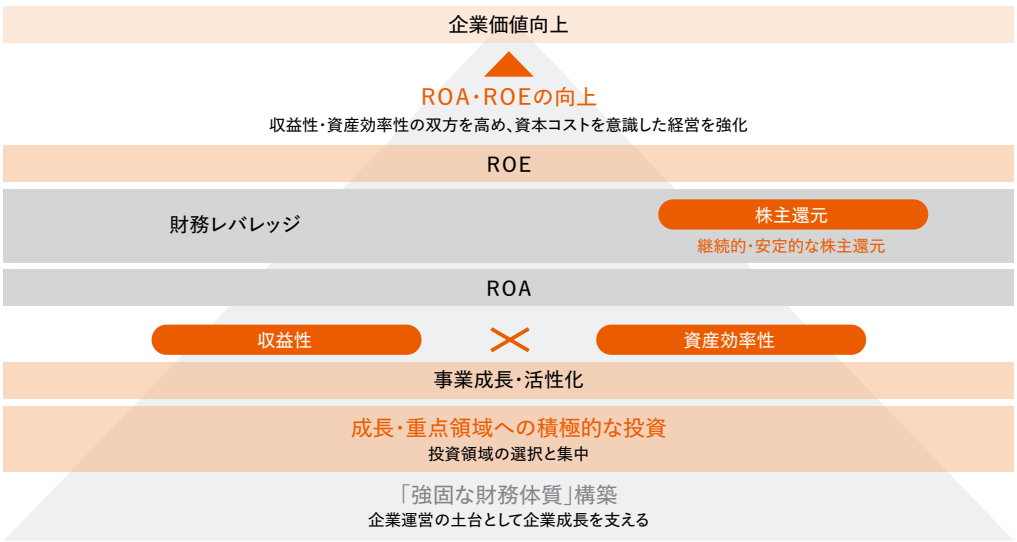 企業価値向上
ROA・ROEの向上
収益性・資産効率性の双方を高め、資本コストを意識した経営を強化
ROE
財務レバレッジ
株主還元
継続的・安定的な株主還元
ROA
収益性
資産効率性
事業成長・活性化
成長・重点領域への積極的な投資
投資領域の選択と集中
「強固な財務体質」構築
企業運営の土台として企業成長を支える